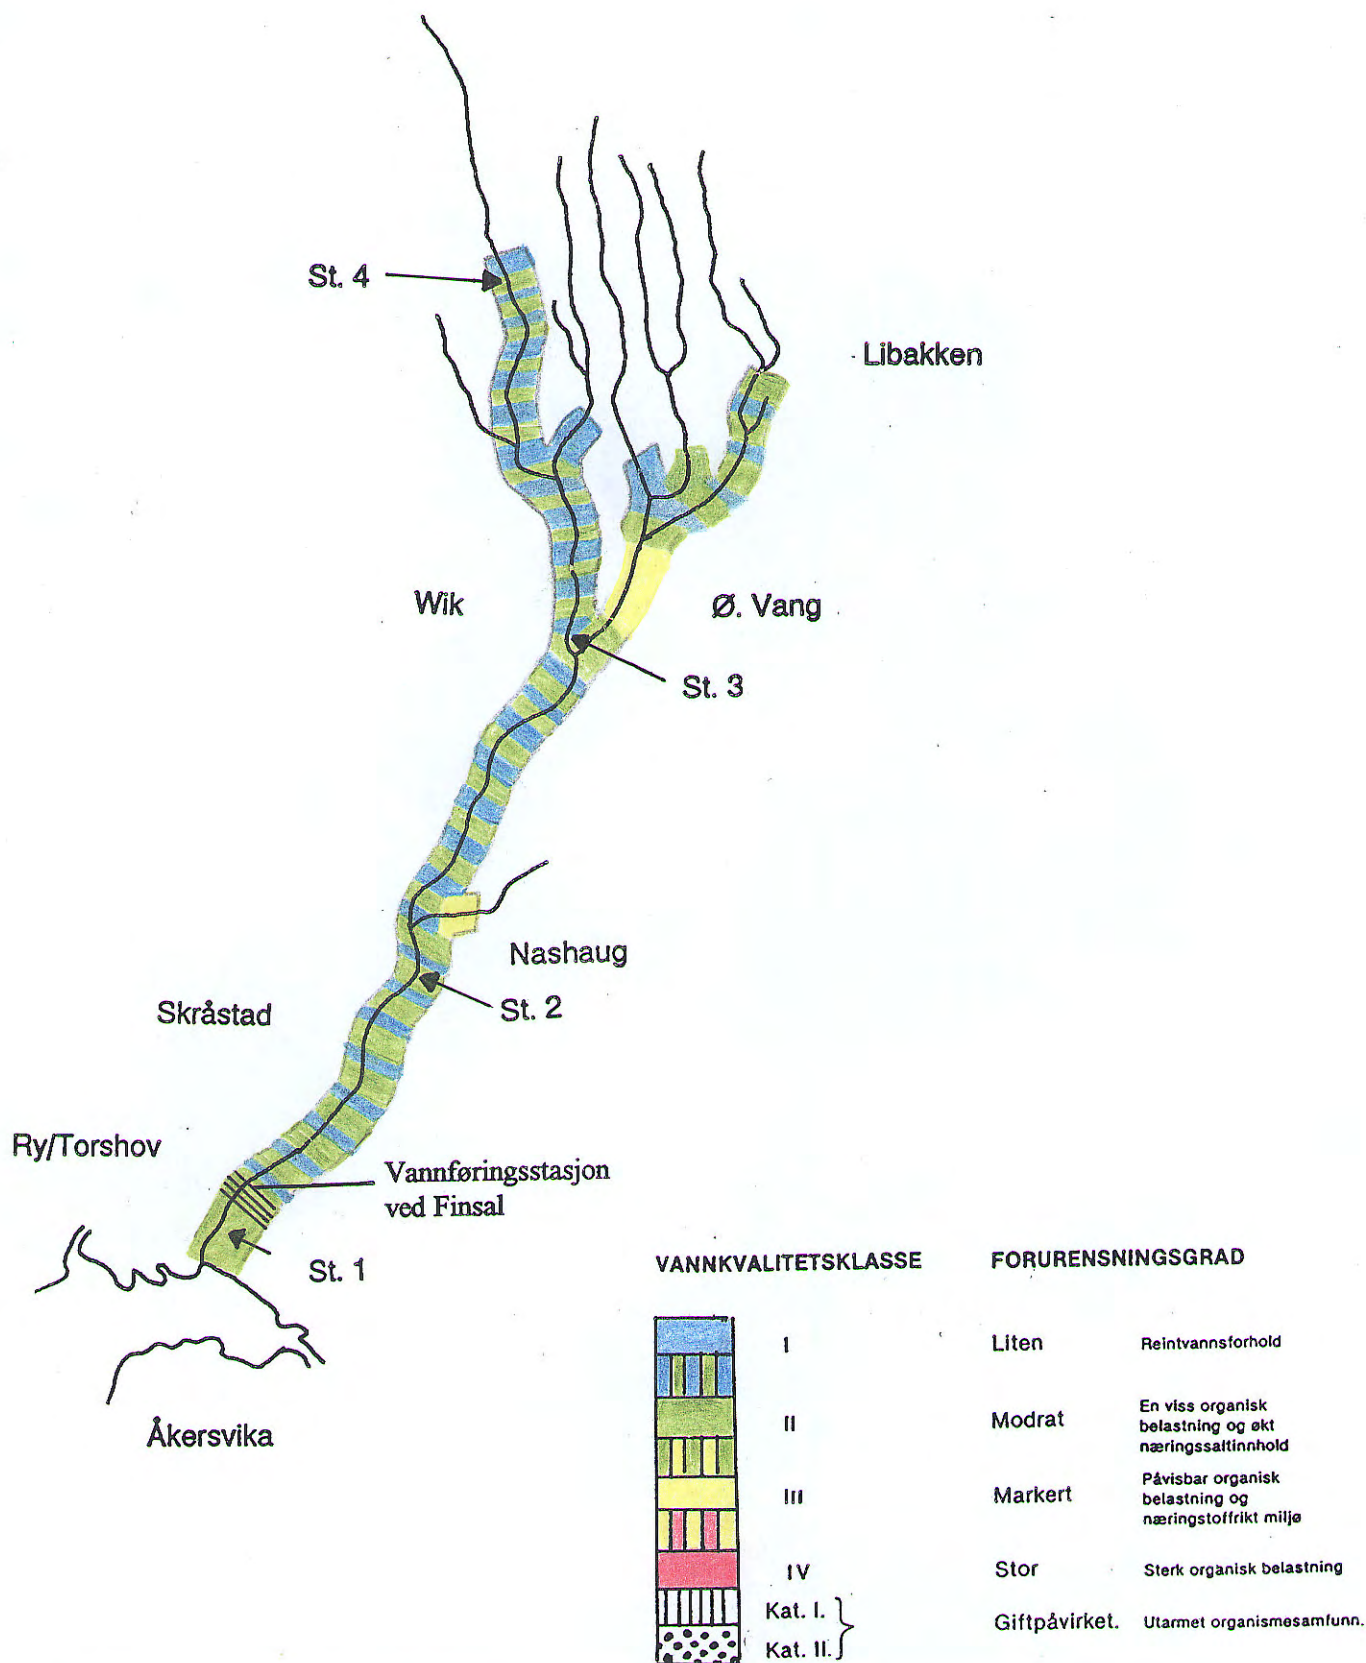 St. 4
Libakken
Wik
Ø. Vang
St. 3
Nashaug
St. 2
Skråstad
Ry/Torshov
Vannføringsstasjon
ved Finsal
St. 1
Åkersvika
VANNKVALITETSKLASSE FORURENSNINGSGRAD
I Liten Reintvannsforhold
II Modrat En viss organisk
belastning og økt
næringssaltinnhold
III Markert Påvisbar organisk
belastning og
næringstoffrikt miljø
IV Stor Sterk organisk belastning
Kat. I.
Giftpåvirket. Utarmet organismesamfunn.
Kat. II.